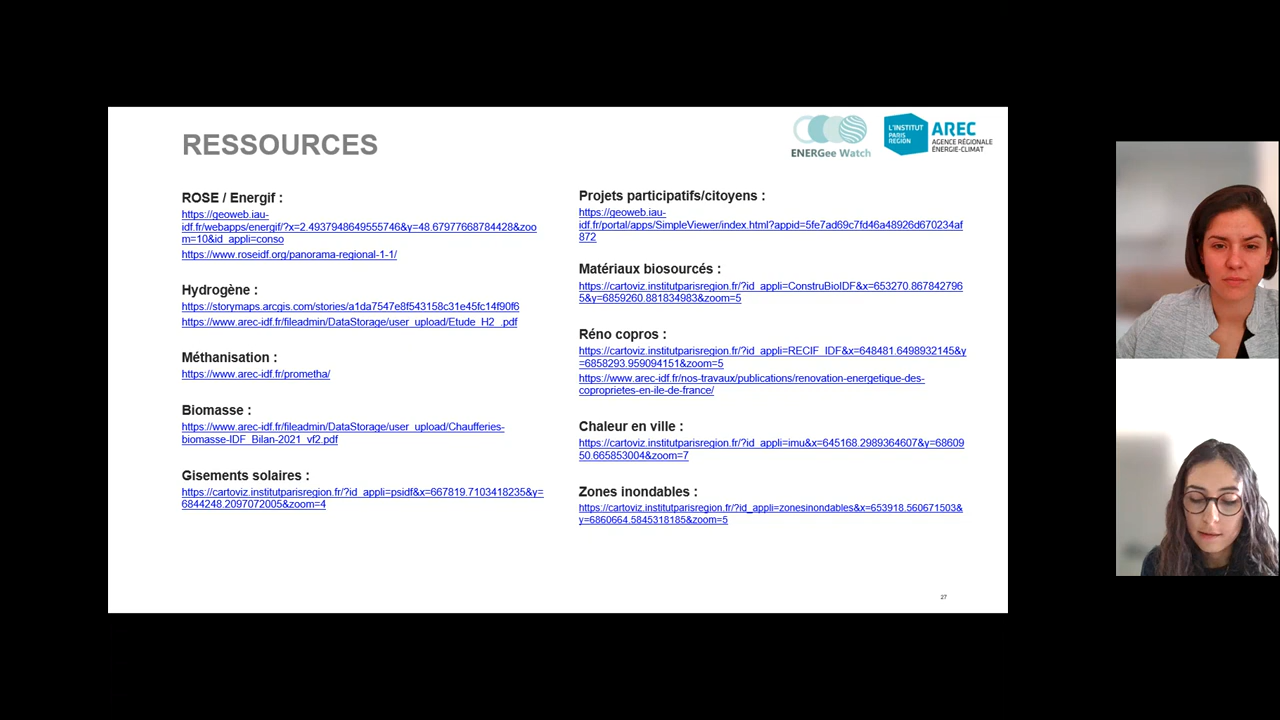 RESSOURCES
ENERGee Watch
L'INSTITUT
PARIS
REGION
AREC
AGENCE RÉGIONALE
ÉNERGIE-CLIMAT
ROSE / Energif :
https://geoweb.iau-
idf.fr/webapps/energif/?x=2.4937948649555746&y=48.67977668784428&zoo
m=10&id_appli=conso
https://www.roseidf.org/panorama-regional-1-1/
Hydrogène :
https://storymaps.arcgis.com/stories/a1da7547e8f543158c31e45fc14f90f6
https://www.arec-idf.fr/fileadmin/DataStorage/user_upload/Etude_H2_.pdf
Méthanisation :
https://www.arec-idf.fr/prometha/
Biomasse :
https://www.arec-idf.fr/fileadmin/DataStorage/user_upload/Chaufferies-
biomasse-IDF_Bilan-2021_vf2.pdf
Gisements solaires :
https://cartoviz.institutparisregion.fr/?id_appli=psidf&x=667819.7103418235&y=
6844248.2097072005&zoom=4
Projets participatifs/citoyens :
https://geoweb.iau-
idf.fr/portal/apps/SimpleViewer/index.html?appid=5fe7ad69c7fd46a48926d670234af
872
Matériaux biosourcés :
https://cartoviz.institutparisregion.fr/?id_appli=ConstruBioIDF&x=653270.867842796
5&y=6859260.881834983&zoom=5
Réno copros :
https://cartoviz.institutparisregion.fr/?id_appli=RECIF_IDF&x=648481.6498932145&y
=6858293.959094151&zoom=5
https://www.arec-idf.fr/nos-travaux/publications/renovation-energetique-des-
coproprietes-en-ile-de-france/
Chaleur en ville :
https://cartoviz.institutparisregion.fr/?id_appli=imu&x=645168.2989364607&y=68609
50.665853004&zoom=7
Zones inondables :
https://cartoviz.institutparisregion.fr/?id_appli=zonesinondables&x=653918.560671503&
y=6860664.5845318185&zoom=5
27